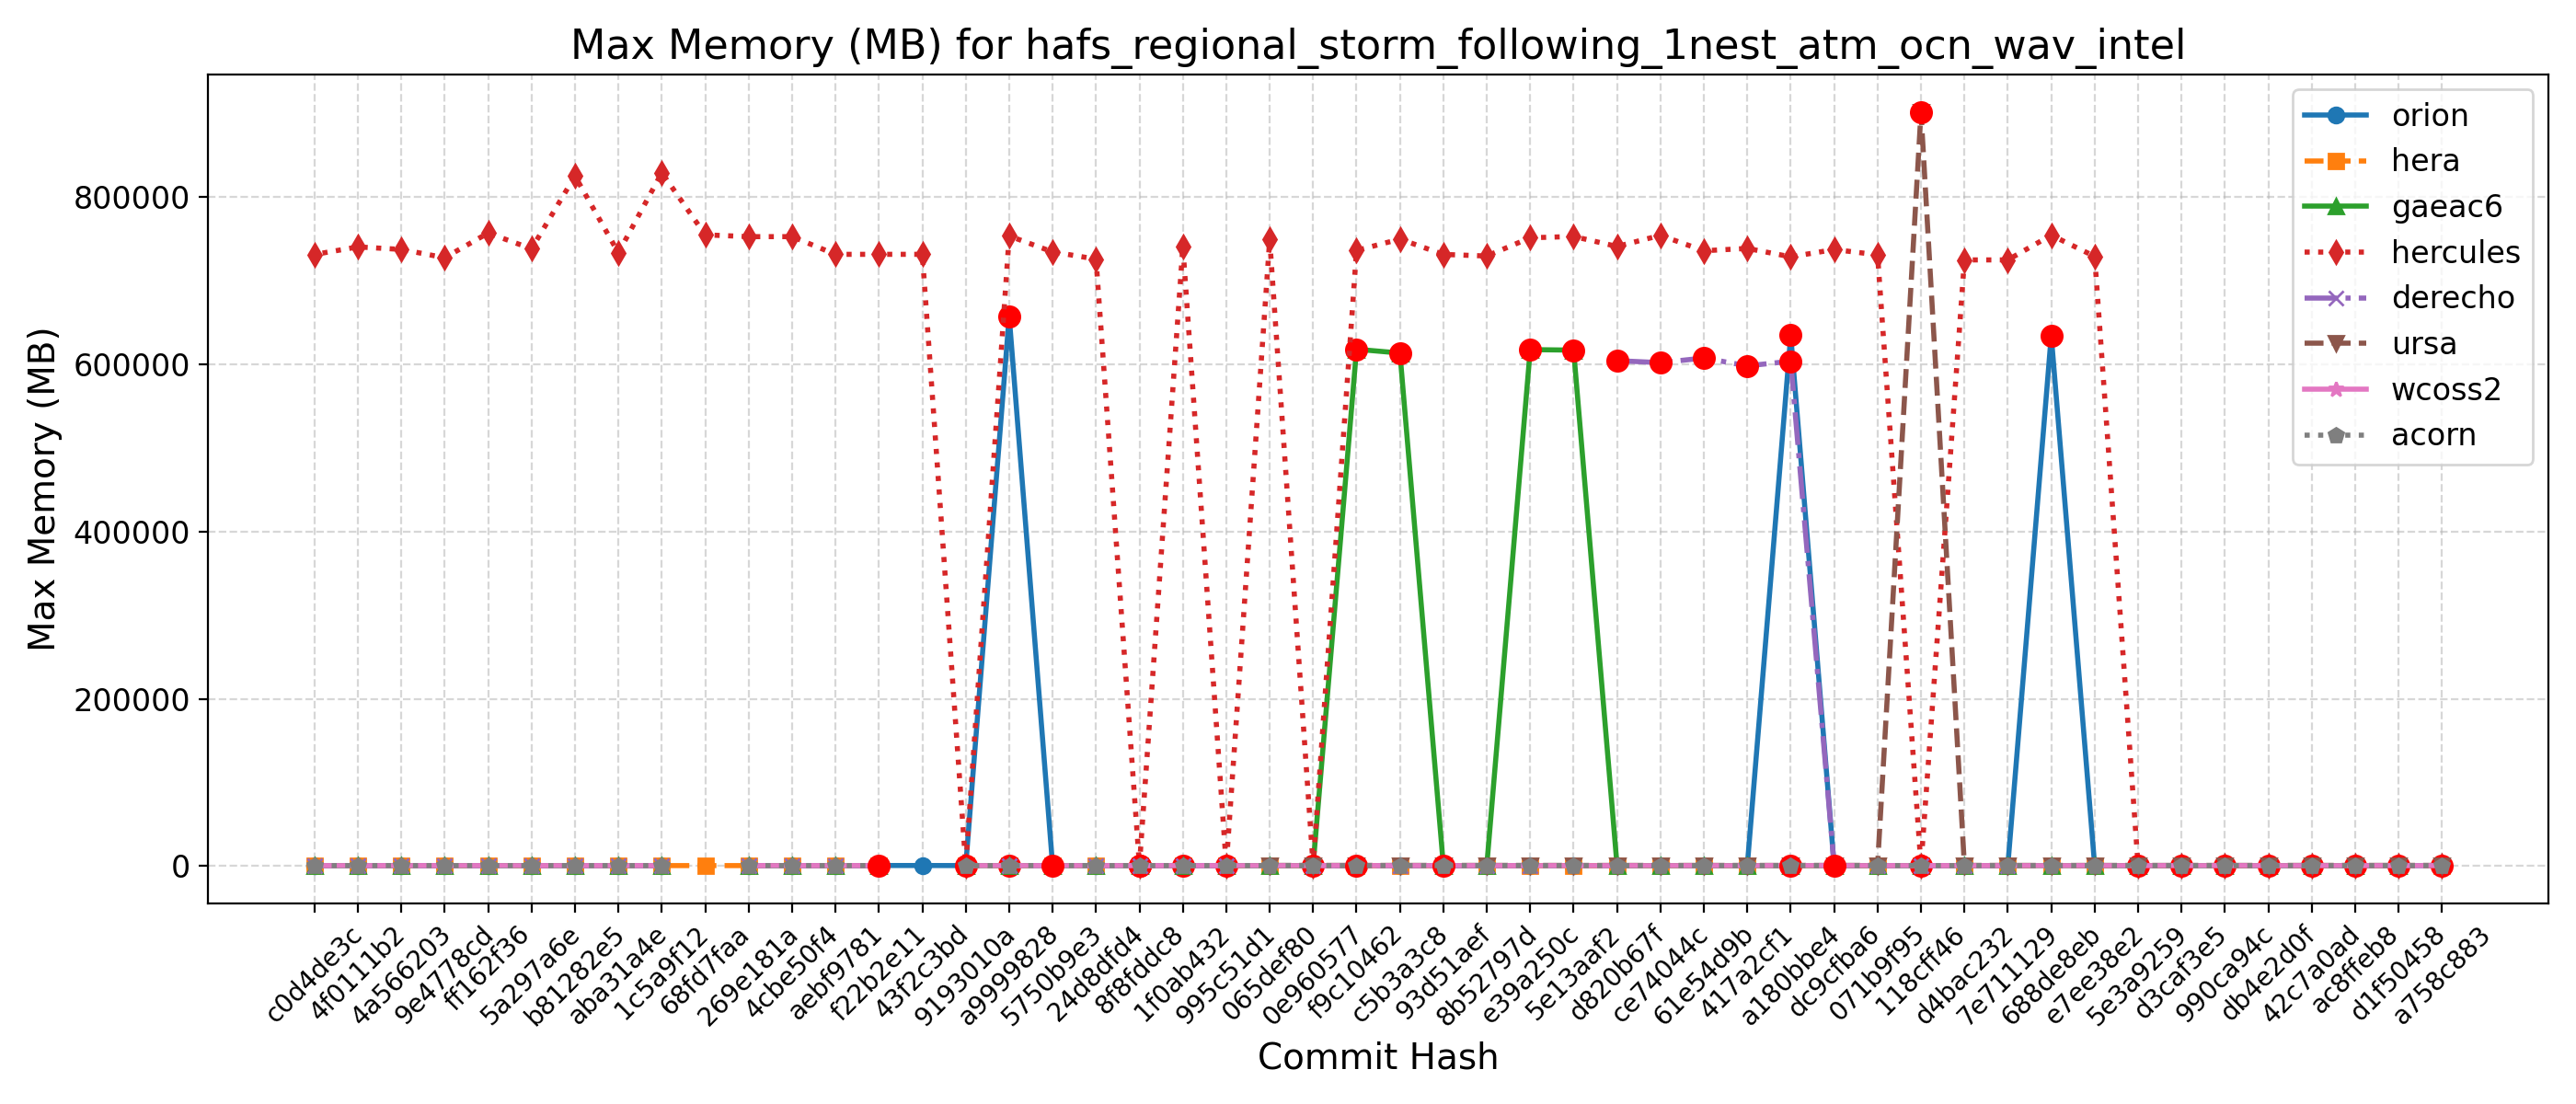 Max Memory (MB) for hafs_regional_storm_following_1nest_atm_ocn_wav_intel
Max Memory (MB)
800000
600000
400000
200000
0
orion
hera
gaeac6
hercules
derecho
ursa
wcoss2
acorn
c0d4de3c
4f0111b2
4a566203
9e4778cd
ff162f36
5a297a6e
b81282e5
aba31a4e
1c5a9f12
68fd7faa
269e181a
4cbe50f4
aebf9781
f22b2e11
43f2c3bd
9193010a
a9999828
5750b9e3
24d8dfd4
8f8fddc8
1f0ab432
995c51d1
065def80
0e960577
f9c10462
c5b3a3c8
93d51aef
8b52797d
e39a250c
5e13aaf2
d820b67f
ce74044c
61e54d9b
417a2cf1
a180bbe4
dc9cfba6
071b9f95
118cff46
d4bac232
7e711129
688de8eb
e7ee38e2
5e3a9259
d3caf3e5
990ca94c
db4e2d0f
42c7a0ad
ac8ffeb8
d1f50458
a758c883
Commit Hash